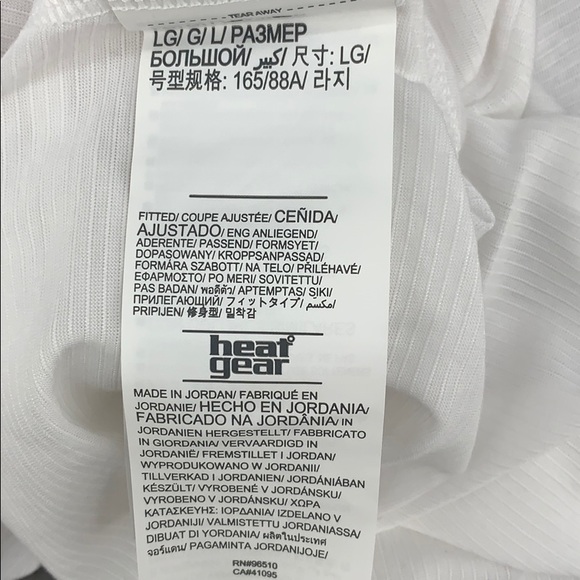 TEAR AWAY
LG/ G/ L/ РАЗМЕР
БОЛЬШОЙ/ كبير/ 尺寸: LG/
号型规格: 165/88A/ 라지
FITTED/ COUPE AJUSTÉE/ CEÑIDA/
AJUSTADO/ ENG ANLIEGEND/
ADERENTE/ PASSEND/ FORMSYET/
DOPASOWANY/ KROPPSANPASSAD/
FORMÁRA SZABOTT/ NA TELO/ PŘILÉHAVÉ/
ΕΦΑΡΜΟΣΤΟ/ PO MERI/ SOVITETTU/
PAS BADAN/ พอดีตัว/ APTEMPTAS/ SIKI/
ПРИЛЕГАЮЩИЙ/ フィットタイプ/ مكسّم/
PRIPIJEN/ 修身型/ 밀착감
heat
gear
MADE IN JORDAN/ FABRIQUÉ EN
JORDANIE/ HECHO EN JORDANIA/
FABRICADO NA JORDÂNIA/ IN
JORDANIEN HERGESTELLT/ FABBRICATO
IN GIORDANIA/ VERVAARDIGD IN
JORDANIË/ FREMSTILLET I JORDAN/
WYPRODUKOWANO W JORDANII/
TILLVERKAD I JORDANIEN/ JORDÁNIÁBAN
KÉSZÜLT/ VYROBENÉ V JORDÁNSKU/
VYROBENO V JORDÁNSKU/ ΧΩΡΑ
ΚΑΤΑΣΚΕΥΗΣ: ΙΟΡΔΑΝΙΑ/ IZDELANO V
JORDANIJI/ VALMISTETTU JORDANIASSA/
DIBUAT DI YORDANIA/ ผลิตในประเทศ
จอร์แดน/ PAGAMINTA JORDANIJOJE/
RN#96510
CA#41095